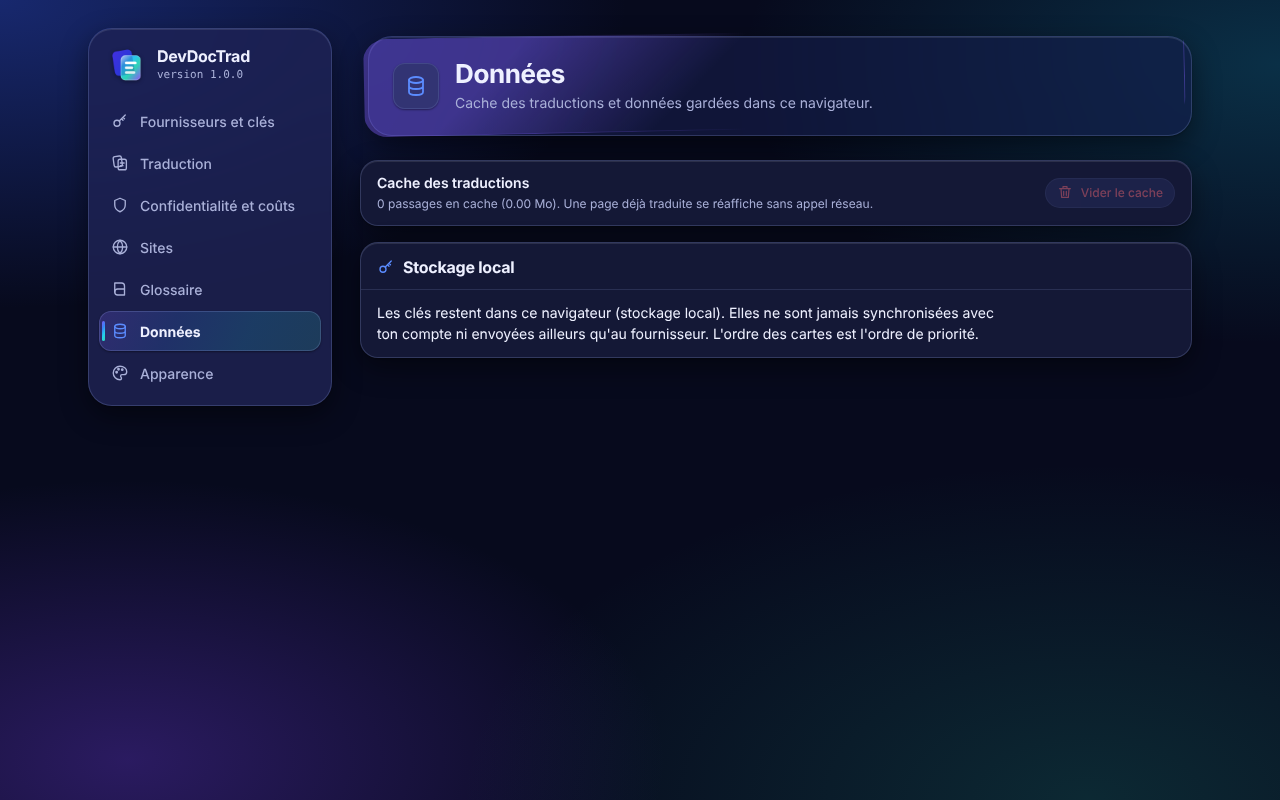 DevDocTrad
version 1.0.0
Fournisseurs et clés
Traduction
Confidentialité et coûts
Sites
Glossaire
Données
Apparence
Données
Cache des traductions et données gardées dans ce navigateur.
Cache des traductions
0 passages en cache (0.00 Mo). Une page déjà traduite se réaffiche sans appel réseau.
Vider le cache
Stockage local
Les clés restent dans ce navigateur (stockage local). Elles ne sont jamais synchronisées avec
ton compte ni envoyées ailleurs qu'au fournisseur. L'ordre des cartes est l'ordre de priorité.